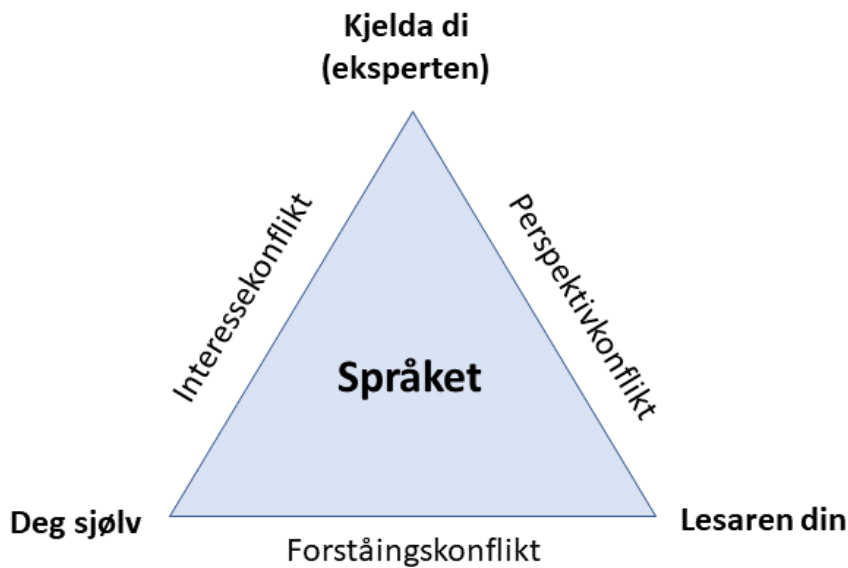 Kjelda di
(eksperten)
Interessekonflikt
Perspektivkonflikt
Språket
Deg sjølv
Lesaren din
Forståingskonflikt